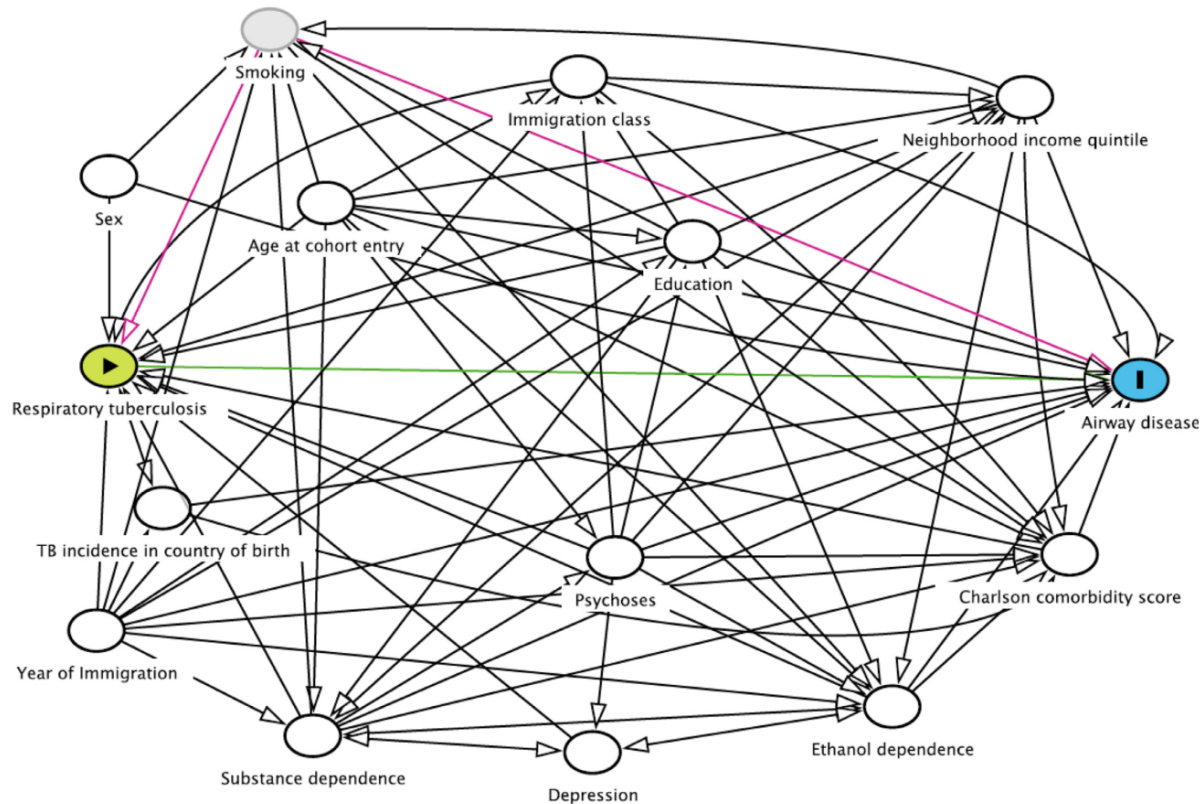 Smoking
Immigration class
Neighborhood income quintile
Sex
Age at cohort entry
Education
Respiratory tuberculosis
Airway disease
TB incidence in country of birth
Psychoses
Charlson comorbidity score
Year of Immigration
Substance dependence
Ethanol dependence
Depression